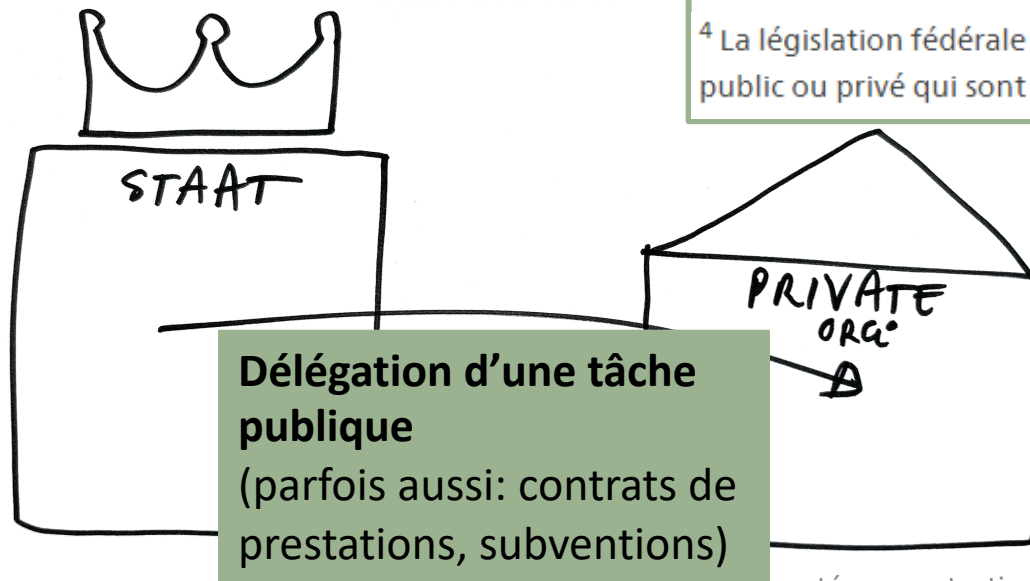 ⁴ La législation fédérale
public ou privé qui sont
STAAT
PRIVATE
ORG.
Délégation d’une tâche
publique
(parfois aussi: contrats de
prestations, subventions)